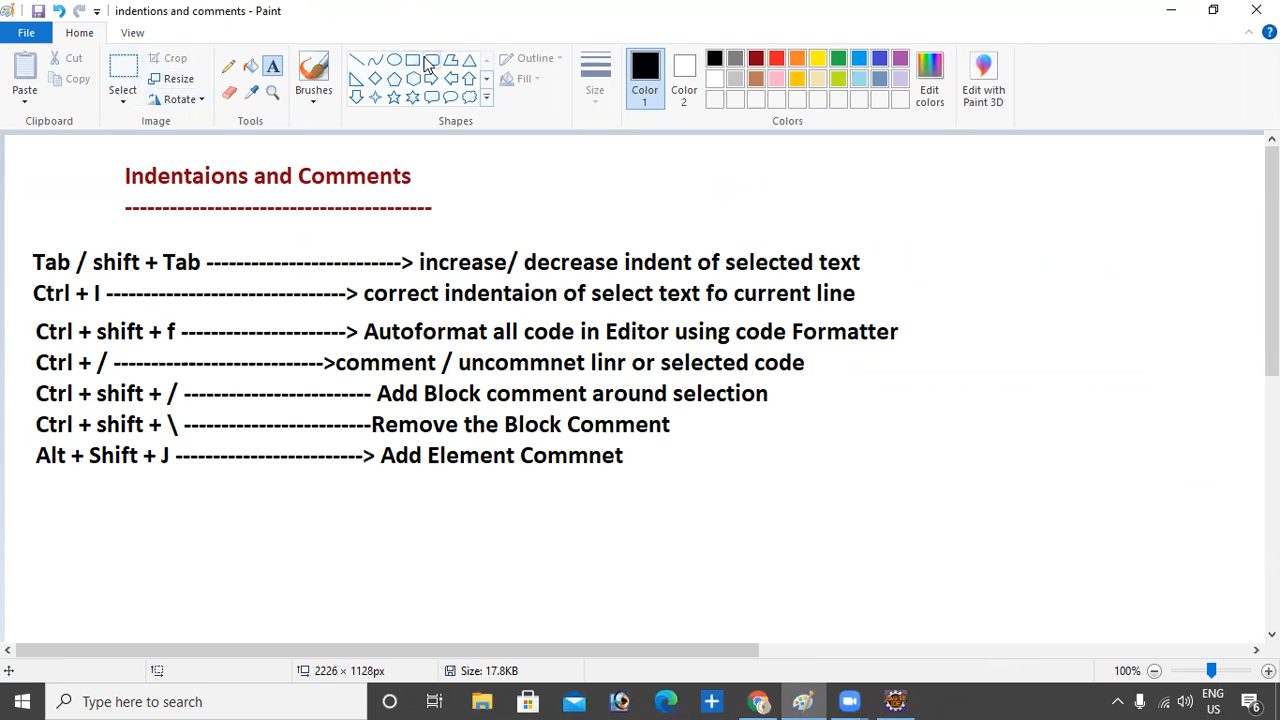 indentions and comments - Paint
File
Home
View
Paste
Cut
Copy
Clipboard
Select
Crop
Resize
Rotate
Image
A
Tools
Brushes
Outline
Fill
Shapes
Size
Color 1
Color 2
Edit colors
Edit with Paint 3D
Colors
Indentaions and Comments
-----------------------------------------
Tab / shift + Tab --------------------------> increase/ decrease indent of selected text
Ctrl + I --------------------------------> correct indentaion of select text fo current line
Ctrl + shift + f ----------------------> Autoformat all code in Editor using code Formatter
Ctrl + / ---------------------------->comment / uncommnet linr or selected code
Ctrl + shift + / ------------------------- Add Block comment around selection
Ctrl + shift + \ -------------------------Remove the Block Comment
Alt + Shift + J -------------------------> Add Element Commnet
2226 × 1128px
Size: 17.8KB
100%
Type here to search
ENG
US
6